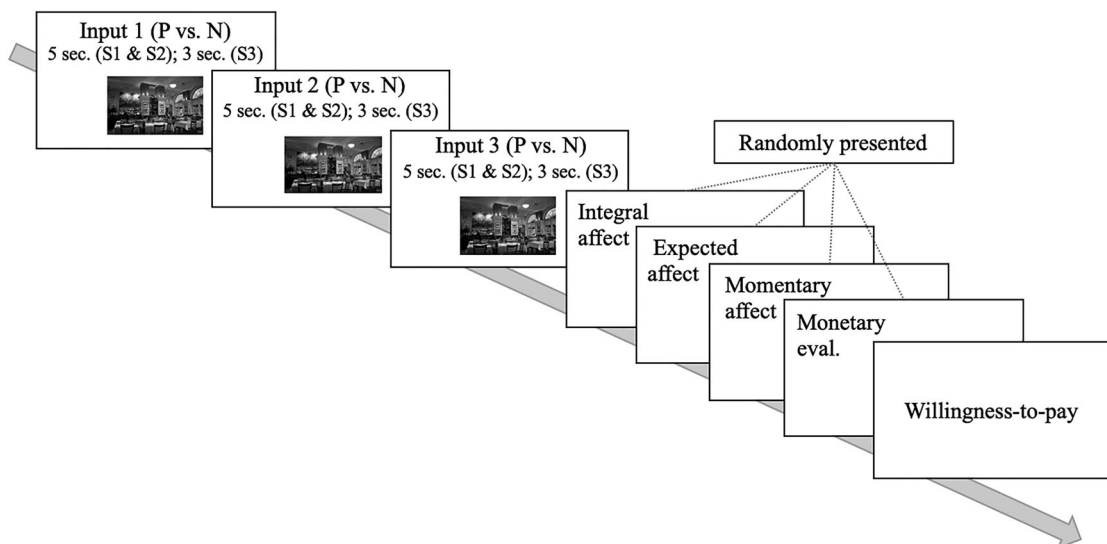 Input 1 (P vs. N)
5 sec. (S1 & S2); 3 sec. (S3)
Input 2 (P vs. N)
5 sec. (S1 & S2); 3 sec. (S3)
Input 3 (P vs. N)
5 sec. (S1 & S2); 3 sec. (S3)
Randomly presented
Integral
affect
Expected
affect
Momentary
affect
Monetary
eval.
Willingness-to-pay